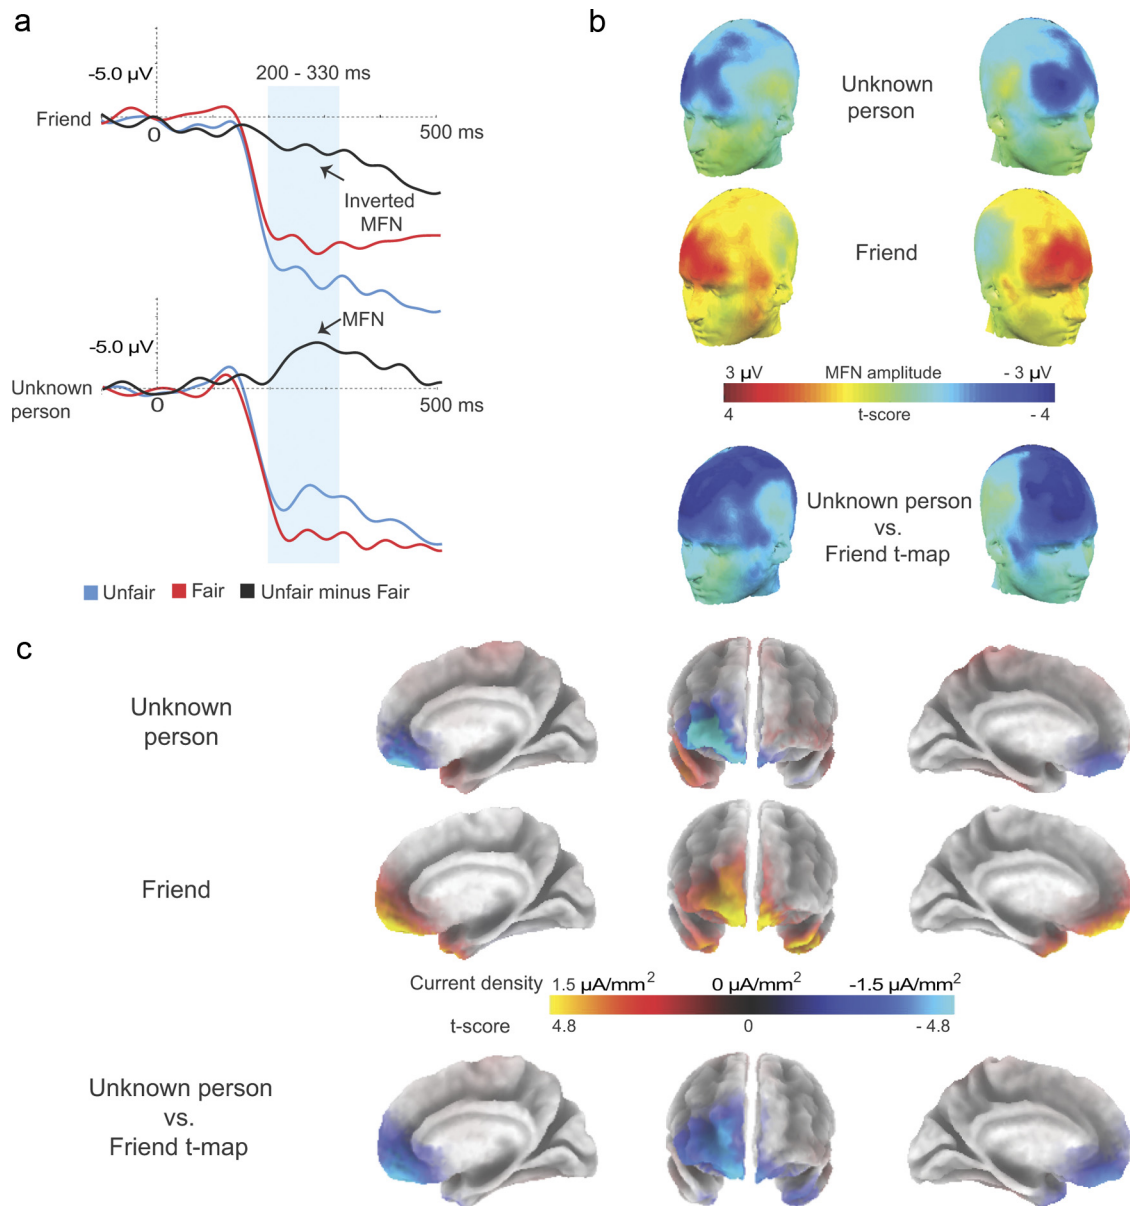 a
-5.0 µV
200 - 330 ms
Friend
0
500 ms
Inverted
MFN
MFN
-5.0 µV
Unknown
person
0
500 ms
Unfair Fair Unfair minus Fair
b
Unknown
person
Friend
3 µV MFN amplitude - 3 µV
4 t-score - 4
Unknown person
vs.
Friend t-map
c
Unknown
person
Friend
Current density 1.5 µA/mm² 0 µA/mm² -1.5 µA/mm²
t-score 4.8 0 - 4.8
Unknown person
vs.
Friend t-map